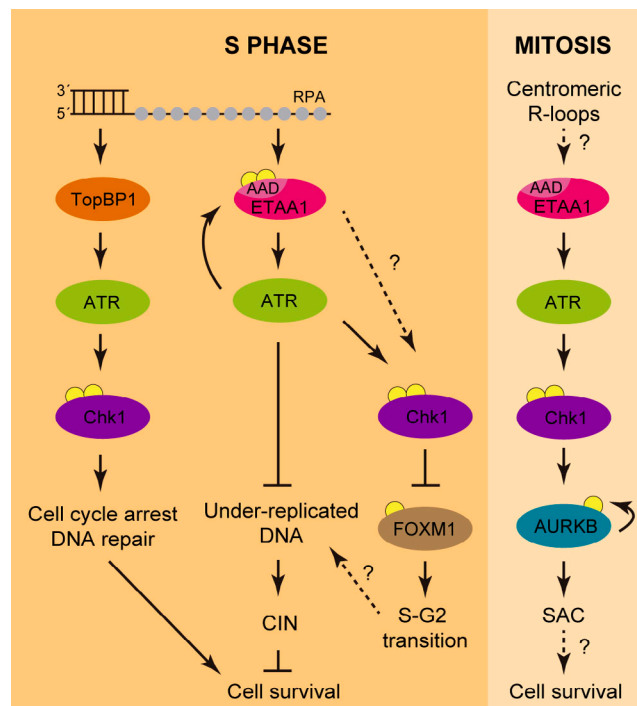 S PHASE
MITOSIS
3´
5´
RPA
Centromeric
R-loops
?
TopBP1
AAD
ETAA1
AAD
ETAA1
?
ATR
ATR
ATR
Chk1
Chk1
Chk1
Cell cycle arrest
DNA repair
Under-replicated
DNA
FOXM1
AURKB
?
CIN
S-G2
transition
SAC
?
Cell survival
Cell survival